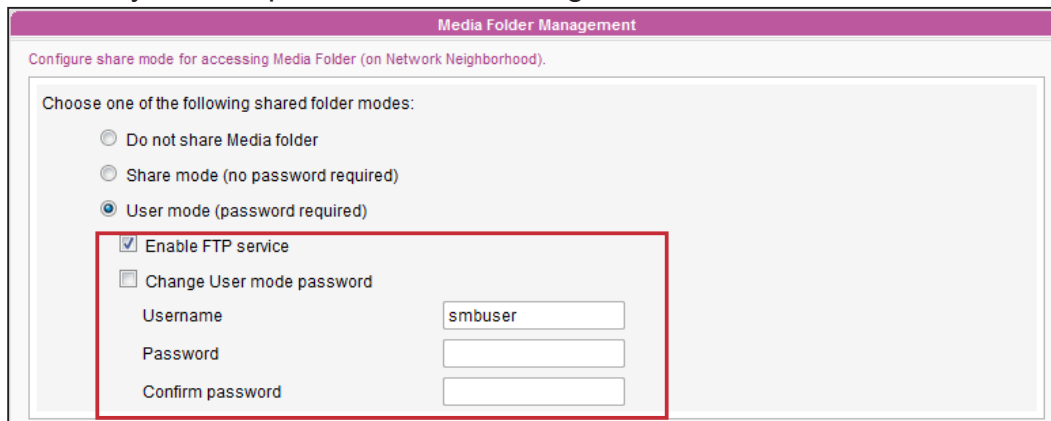 Media Folder Management
Configure share mode for accessing Media Folder (on Network Neighborhood).
Choose one of the following shared folder modes:
Do not share Media folder
Share mode (no password required)
User mode (password required)
Enable FTP service
Change User mode password
Username smbuser
Password
Confirm password